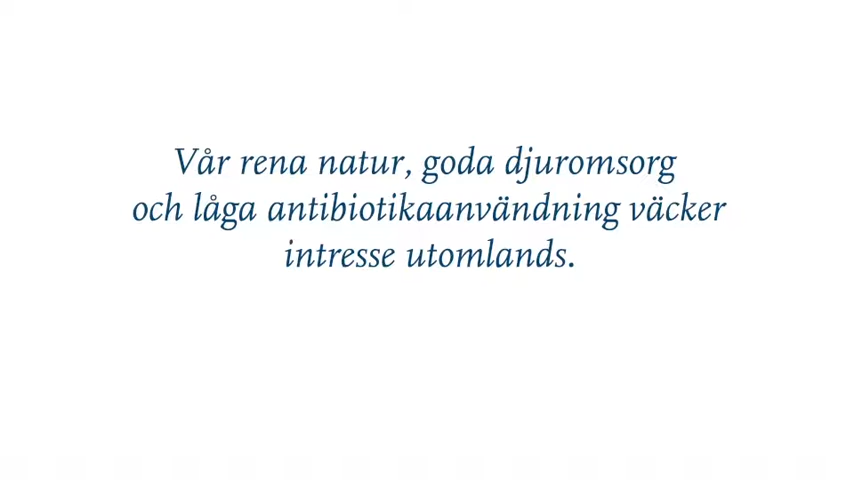 Vår rena natur, goda djuromsorg
och låga antibiotikaanvändning väcker
intresse utomlands.